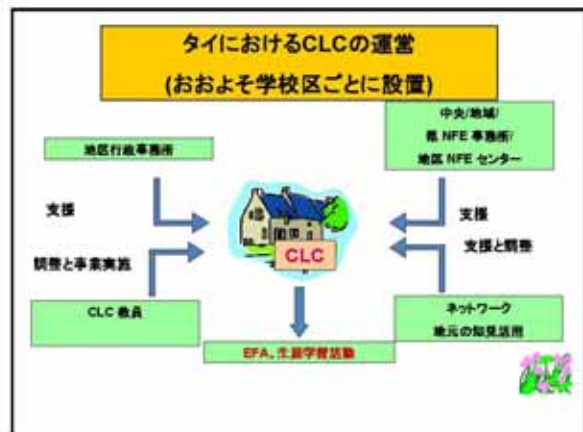 タイにおけるCLCの運営
(おおよそ学校区ごとに設置)
地区行政事務所
中央/地域/
県 NFE 事務所/
地区 NFE センター
支援
支援
CLC
調整と事業実施
支援と調整
CLC 教員
ネットワーク
地元の知見活用
EFA、生涯学習活動